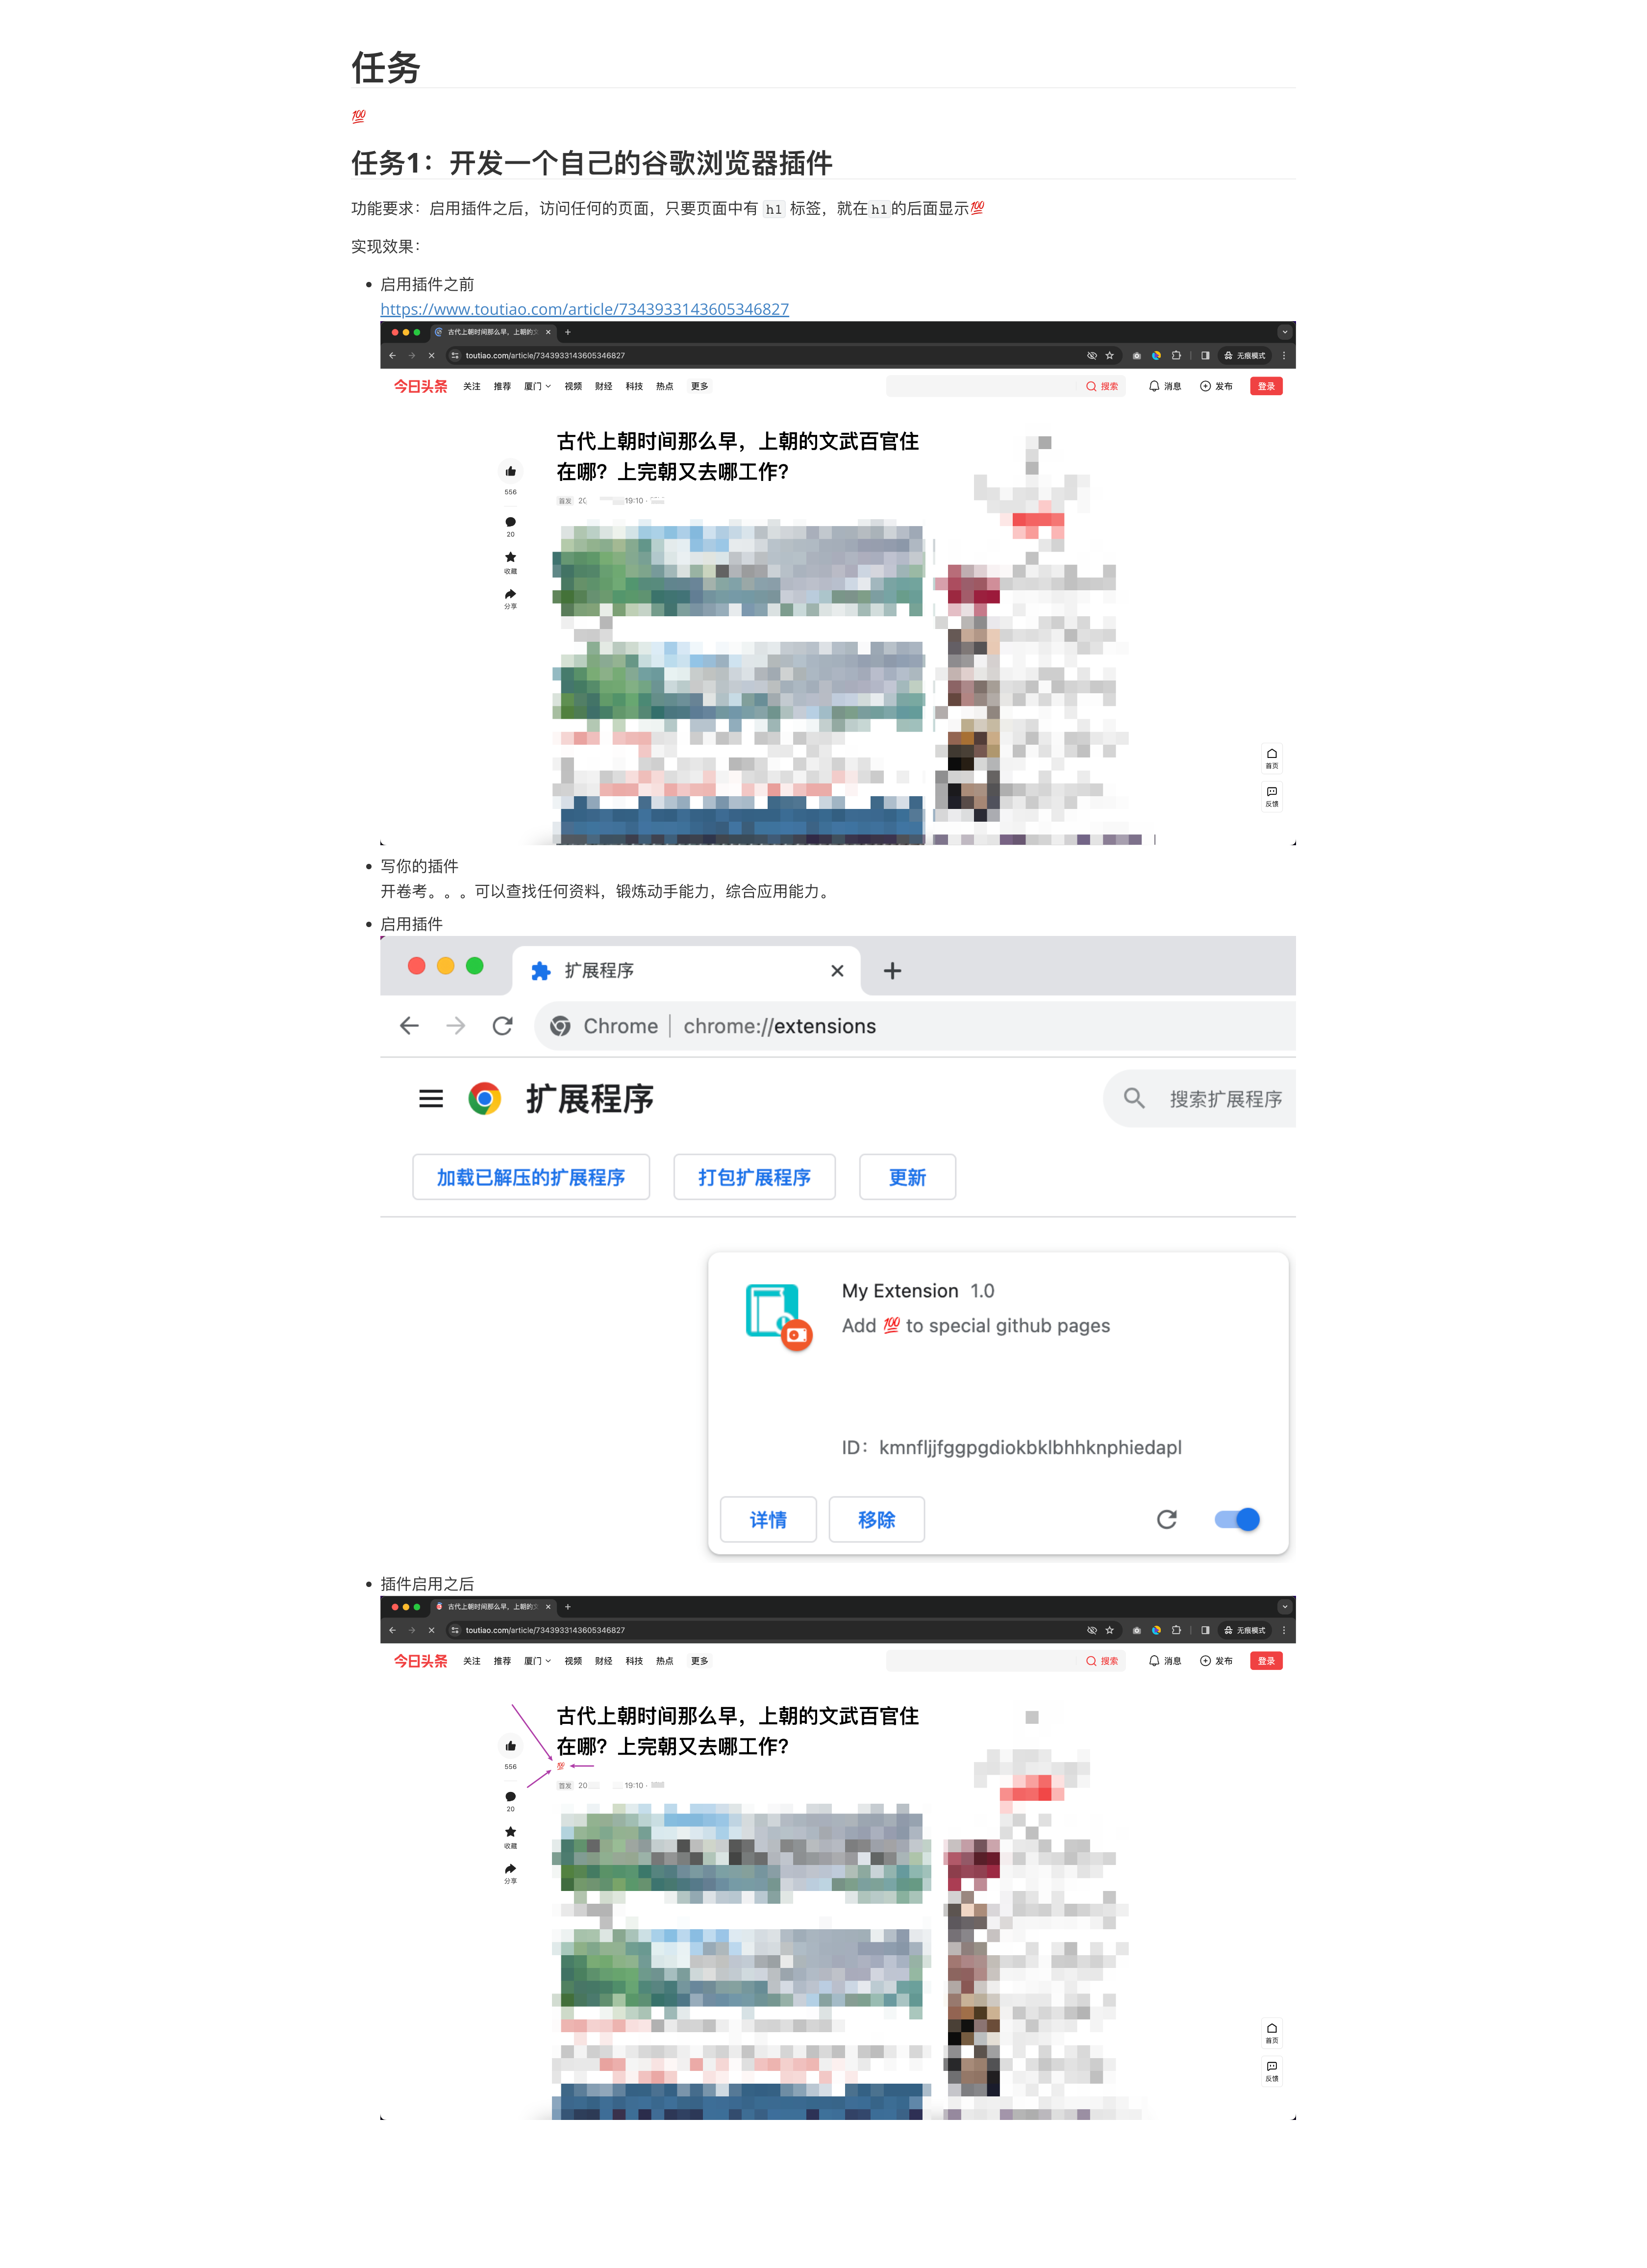 任务
💯
任务1：开发一个自己的谷歌浏览器插件
功能要求：启用插件之后，访问任何的页面，只要页面中有 h1 标签，就在h1的后面显示💯
实现效果：
启用插件之前
https://www.toutiao.com/article/7343933143605346827
古代上朝时间那么早，上朝的文
toutiao.com/article/7343933143605346827
无痕模式
今日头条 关注 推荐 厦门 视频 财经 科技 热点 更多 搜索 消息 发布 登录
古代上朝时间那么早，上朝的文武百官住
在哪？上完朝又去哪工作？
556
首发 20 19:10 ·
20
收藏
分享
首页
反馈
写你的插件
开卷考。。。可以查找任何资料，锻炼动手能力，综合应用能力。
启用插件
扩展程序
Chrome | chrome://extensions
扩展程序 搜索扩展程序
加载已解压的扩展程序 打包扩展程序 更新
My Extension 1.0
Add 💯 to special github pages
ID：kmnfljjfggpgdiokbklbhhknphiedapl
详情 移除
插件启用之后
古代上朝时间那么早，上朝的文
toutiao.com/article/7343933143605346827
无痕模式
今日头条 关注 推荐 厦门 视频 财经 科技 热点 更多 搜索 消息 发布 登录
古代上朝时间那么早，上朝的文武百官住
在哪？上完朝又去哪工作？
💯
556
首发 20 19:10 ·
20
收藏
分享
首页
反馈